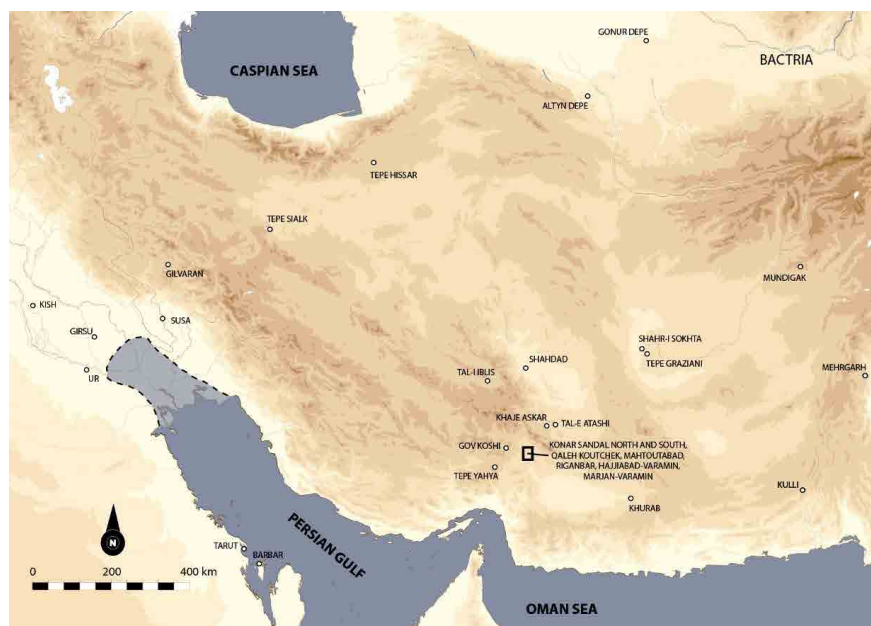 GONUR DEPE
BACTRIA
CASPIAN SEA
ALTYN DEPE
TEPE HISSAR
TEPE SIALK
GILVARAN
MUNDIGAK
KISH
SUSA
GIRSU
SHAHR-I SOKHTA
TEPE GRAZIANI
UR
TAL-I IBLIS
SHAHDAD
MEHRGARH
KHAJE ASKAR
TAL-E ATASHI
GOV KOSHI
KONAR SANDAL NORTH AND SOUTH,
QALEH KOUTCHEK, MAHTOUTABAD,
RIGANBAR, HAJJIABAD-VARAMIN,
MARJAN-VARAMIN
TEPE YAHYA
KULLI
KHURAB
PERSIAN GULF
N
TARUT
BARBAR
0 200 400 km
OMAN SEA